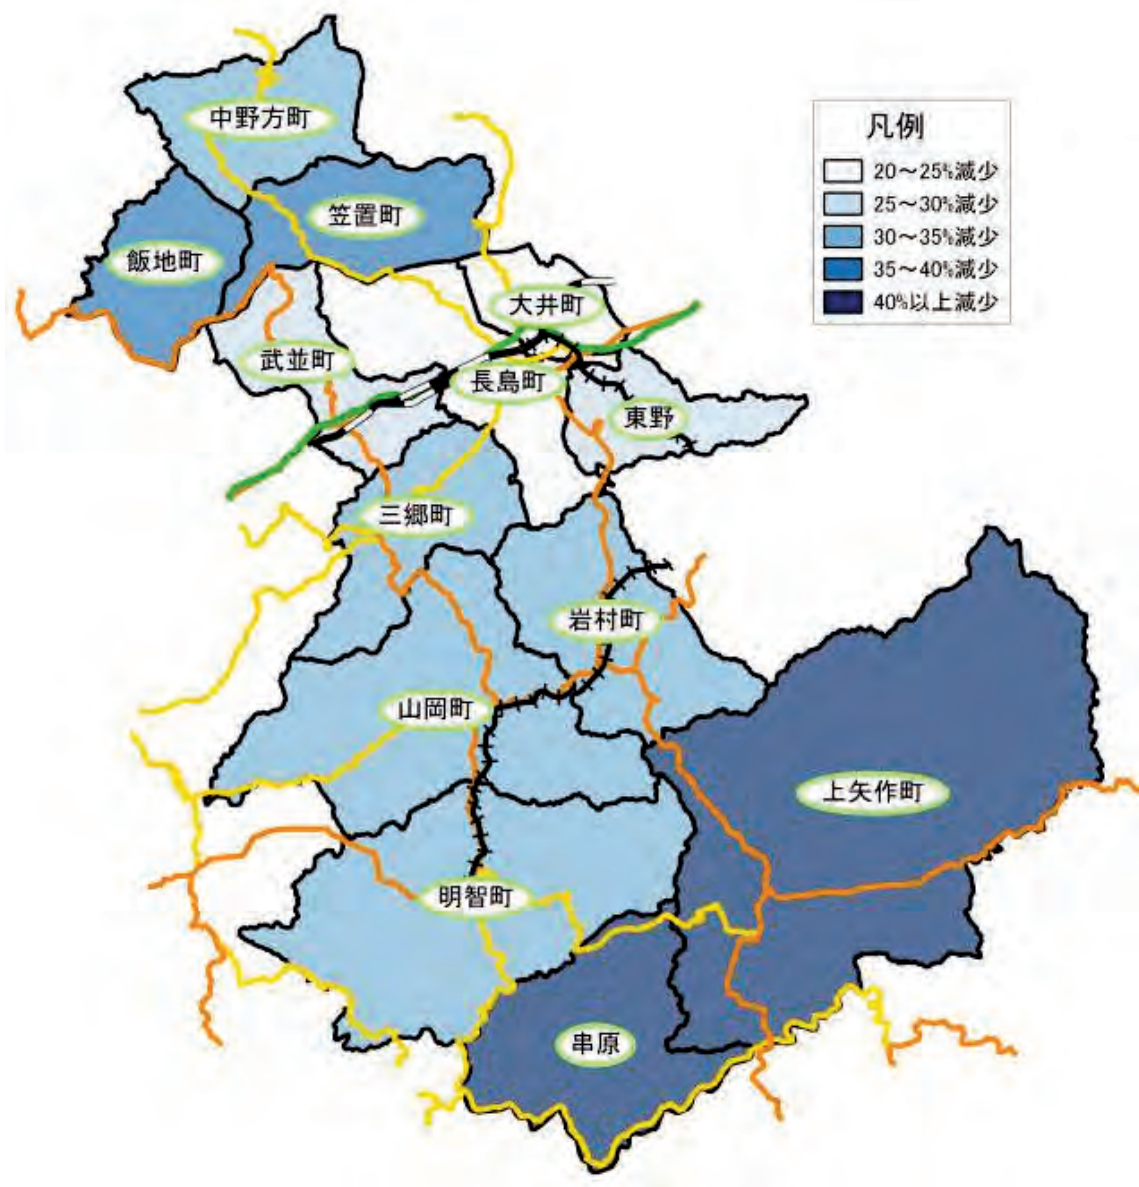 中野方町
笠置町
飯地町
大井町
武並町
長島町
東野
三郷町
岩村町
山岡町
上矢作町
明智町
串原
凡例
20～25%減少
25～30%減少
30～35%減少
35～40%減少
40%以上減少